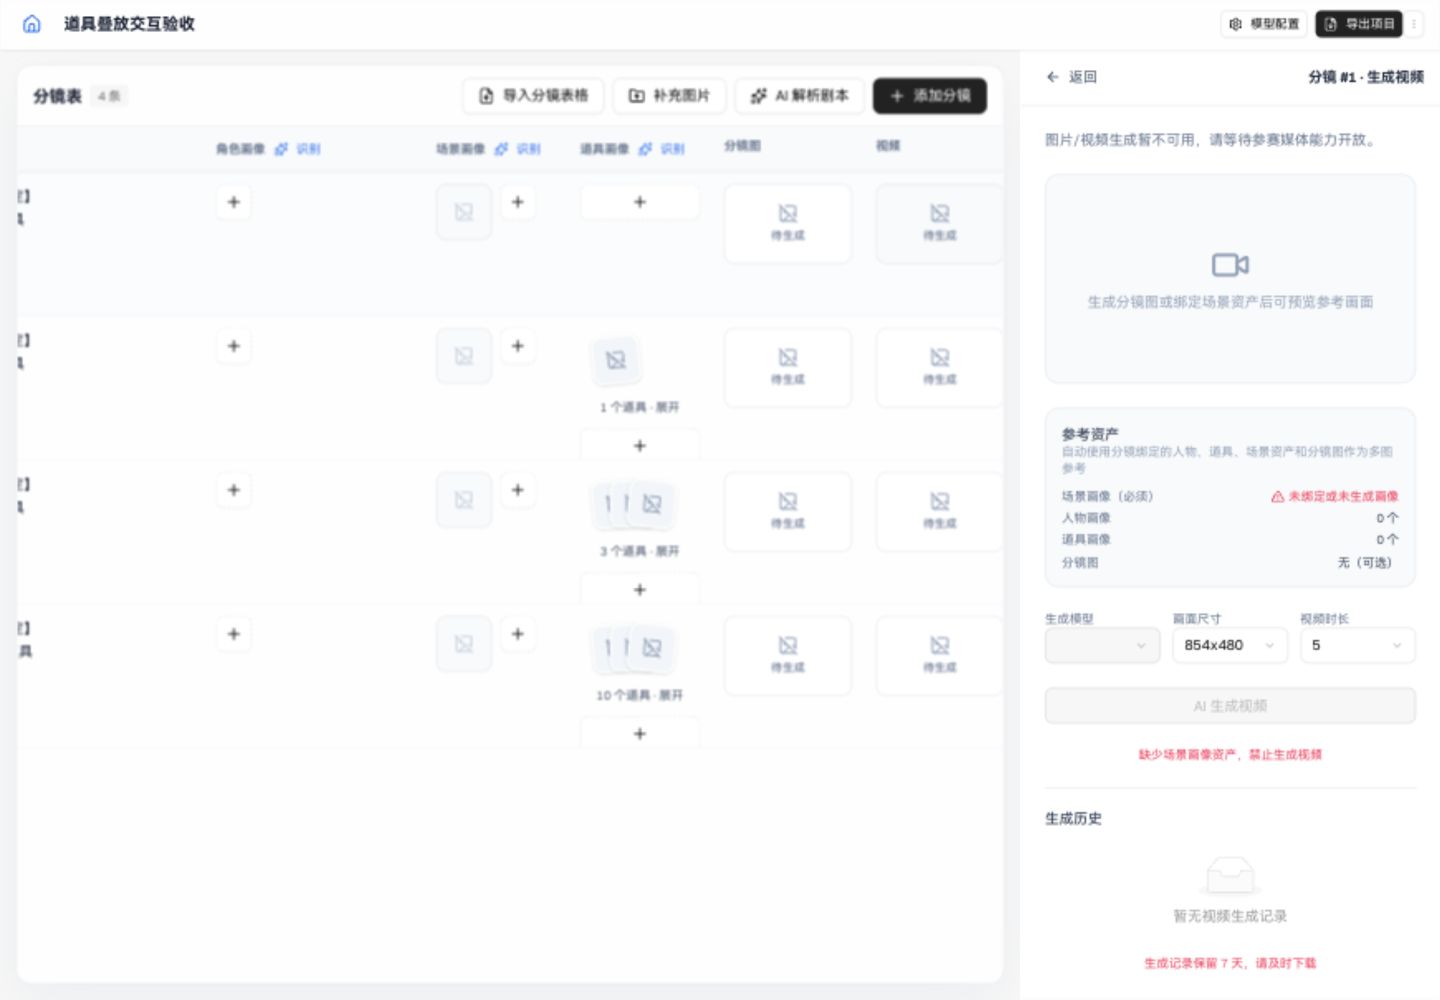 道具叠放交互验收
模型配置
导出项目
分镜表
4 条
导入分镜表格
补充图片
AI 解析剧本
添加分镜
返回
分镜 #1 · 生成视频
角色画像
识别
场景画像
识别
道具画像
识别
分镜图
视频
待生成
待生成
待生成
待生成
1 个道具 · 展开
待生成
待生成
3 个道具 · 展开
具
待生成
待生成
10 个道具 · 展开
图片/视频生成暂不可用，请等待参赛媒体能力开放。
生成分镜图或绑定场景资产后可预览参考画面
参考资产
自动使用分镜绑定的人物、道具、场景资产和分镜图作为多图
参考
场景画像（必须）
未绑定或未生成画像
人物画像
0 个
道具画像
0 个
分镜图
无（可选）
生成模型
画面尺寸
视频时长
854x480
5
AI 生成视频
缺少场景画像资产，禁止生成视频
生成历史
暂无视频生成记录
生成记录保留 7 天，请及时下载